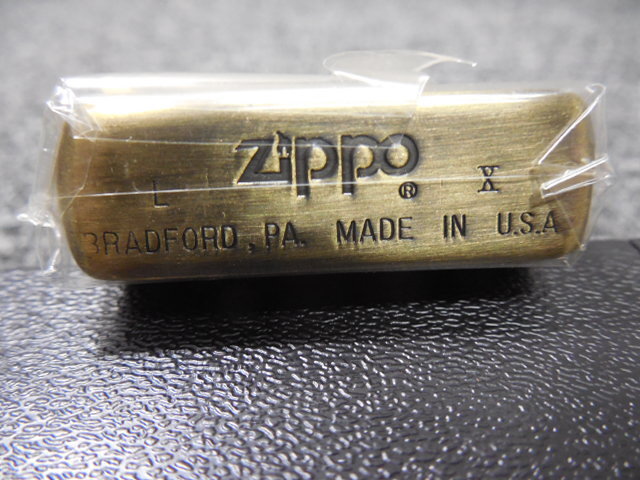 zippo ®
L X
BRADFORD, PA. MADE IN U.S.A